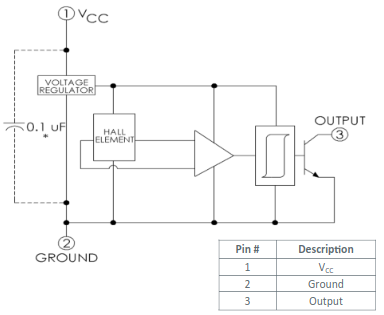 1 VCC
VOLTAGE
REGULATOR
0.1 uF
*
HALL
ELEMENT
OUTPUT
3
2
GROUND
Pin # Description
1 VCC
2 Ground
3 Output